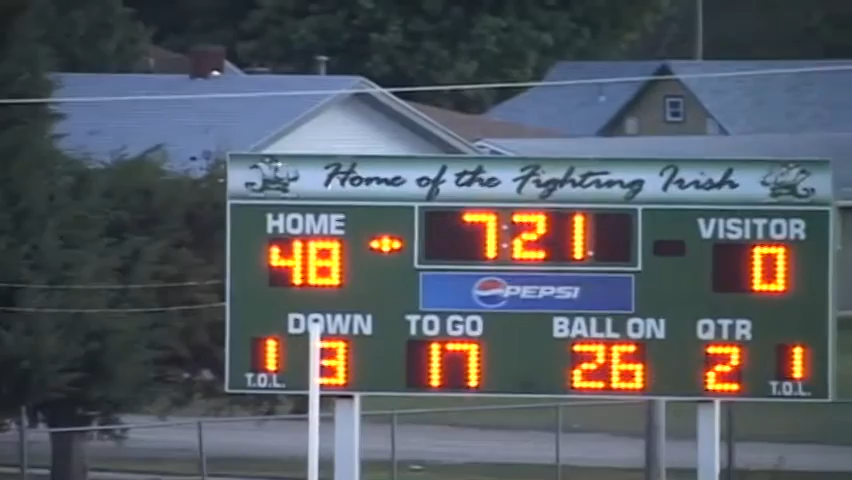 Home of the Fighting Irish
HOME 7:21 VISITOR
48 0
PEPSI
DOWN TO GO BALL ON QTR
1 3 17 26 2 1
T.O.L. T.O.L.